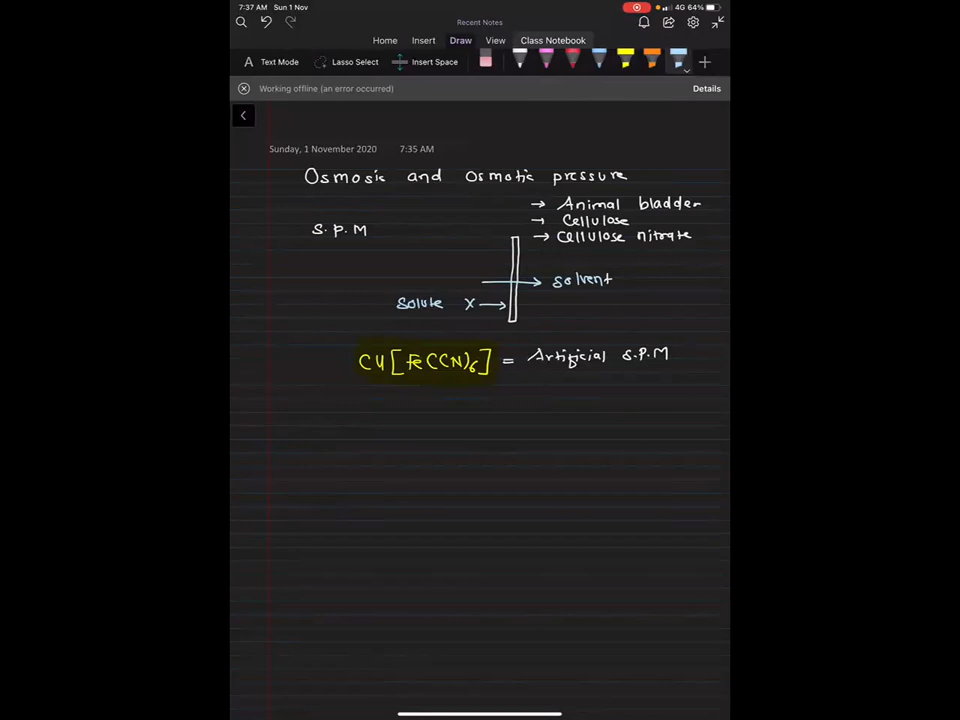 7:37 AM Sun 1 Nov 4G 64%
Recent Notes
Home Insert Draw View Class Notebook
A Text Mode Lasso Select Insert Space
Working offline (an error occurred) Details
Sunday, 1 November 2020 7:35 AM
Osmosis and Osmotic pressure
→ Animal bladder
→ Cellulose
S.P.M
→ Cellulose nitrate
→ solvent
Solute X →
Cu[Fe(CN)6] = Artificial S.P.M